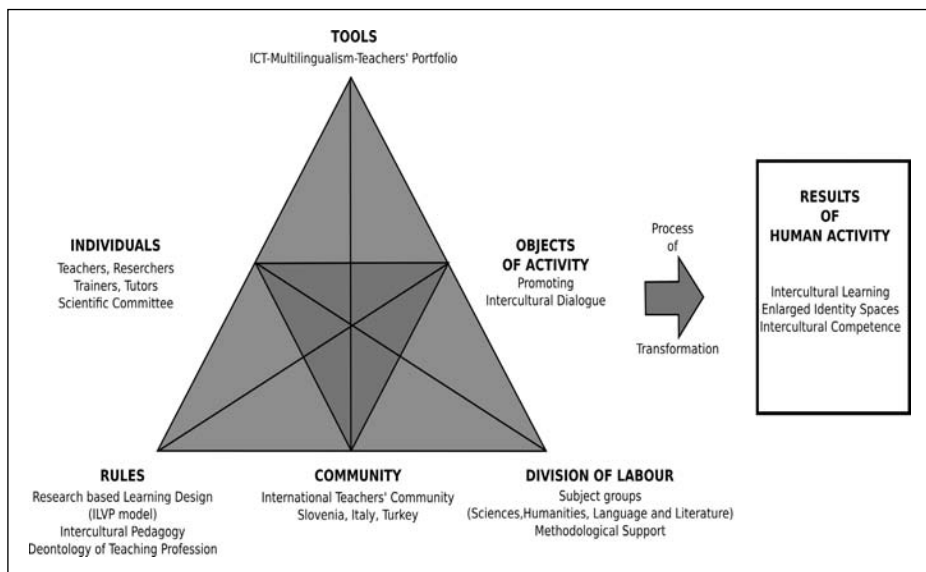 TOOLS
ICT-Multilingualism-Teachers' Portfolio
INDIVIDUALS
Teachers, Reserchers
Trainers, Tutors
Scientific Committee
OBJECTS
OF ACTIVITY
Promoting
Intercultural Dialogue
Process
of
Transformation
RESULTS
OF
HUMAN ACTIVITY
Intercultural Learning
Enlarged Identity Spaces
Intercultural Competence
RULES
Research based Learning Design
(ILVP model)
Intercultural Pedagogy
Deontology of Teaching Profession
COMMUNITY
International Teachers' Community
Slovenia, Italy, Turkey
DIVISION OF LABOUR
Subject groups
(Sciences,Humanities, Language and Literature)
Methodological Support